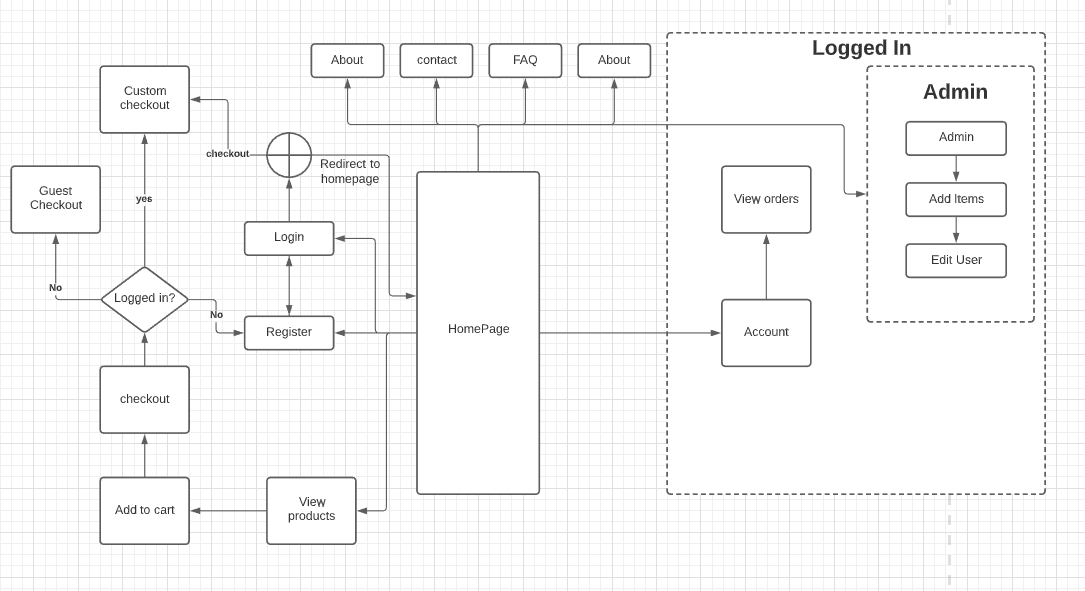 Logged In
About
contact
FAQ
About
Admin
Custom
checkout
Admin
checkout
Redirect to
homepage
Guest
Checkout
yes
View orders
Add Items
Login
Edit User
No
Logged in?
No
Register
HomePage
Account
checkout
View
products
Add to cart